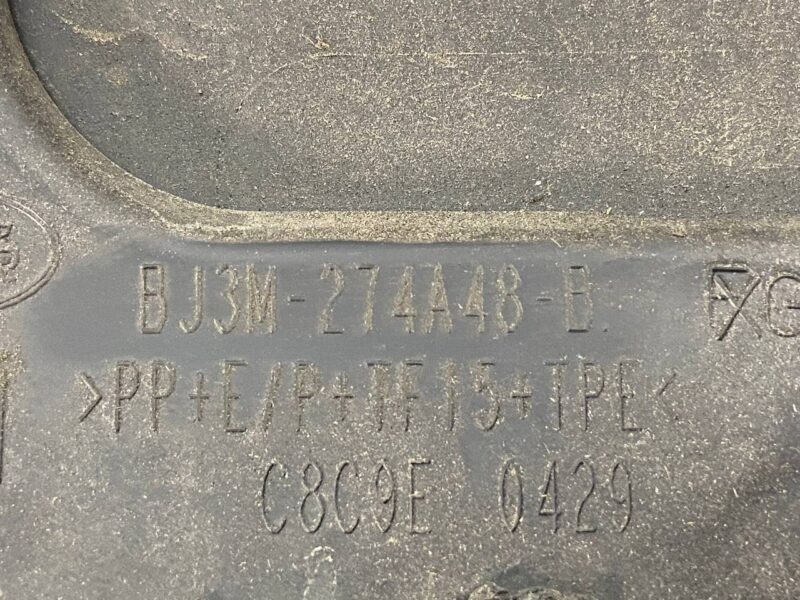 BJ3M-274A48-B
>PP+E/P+TF15+TPE<
C8C9E 0429